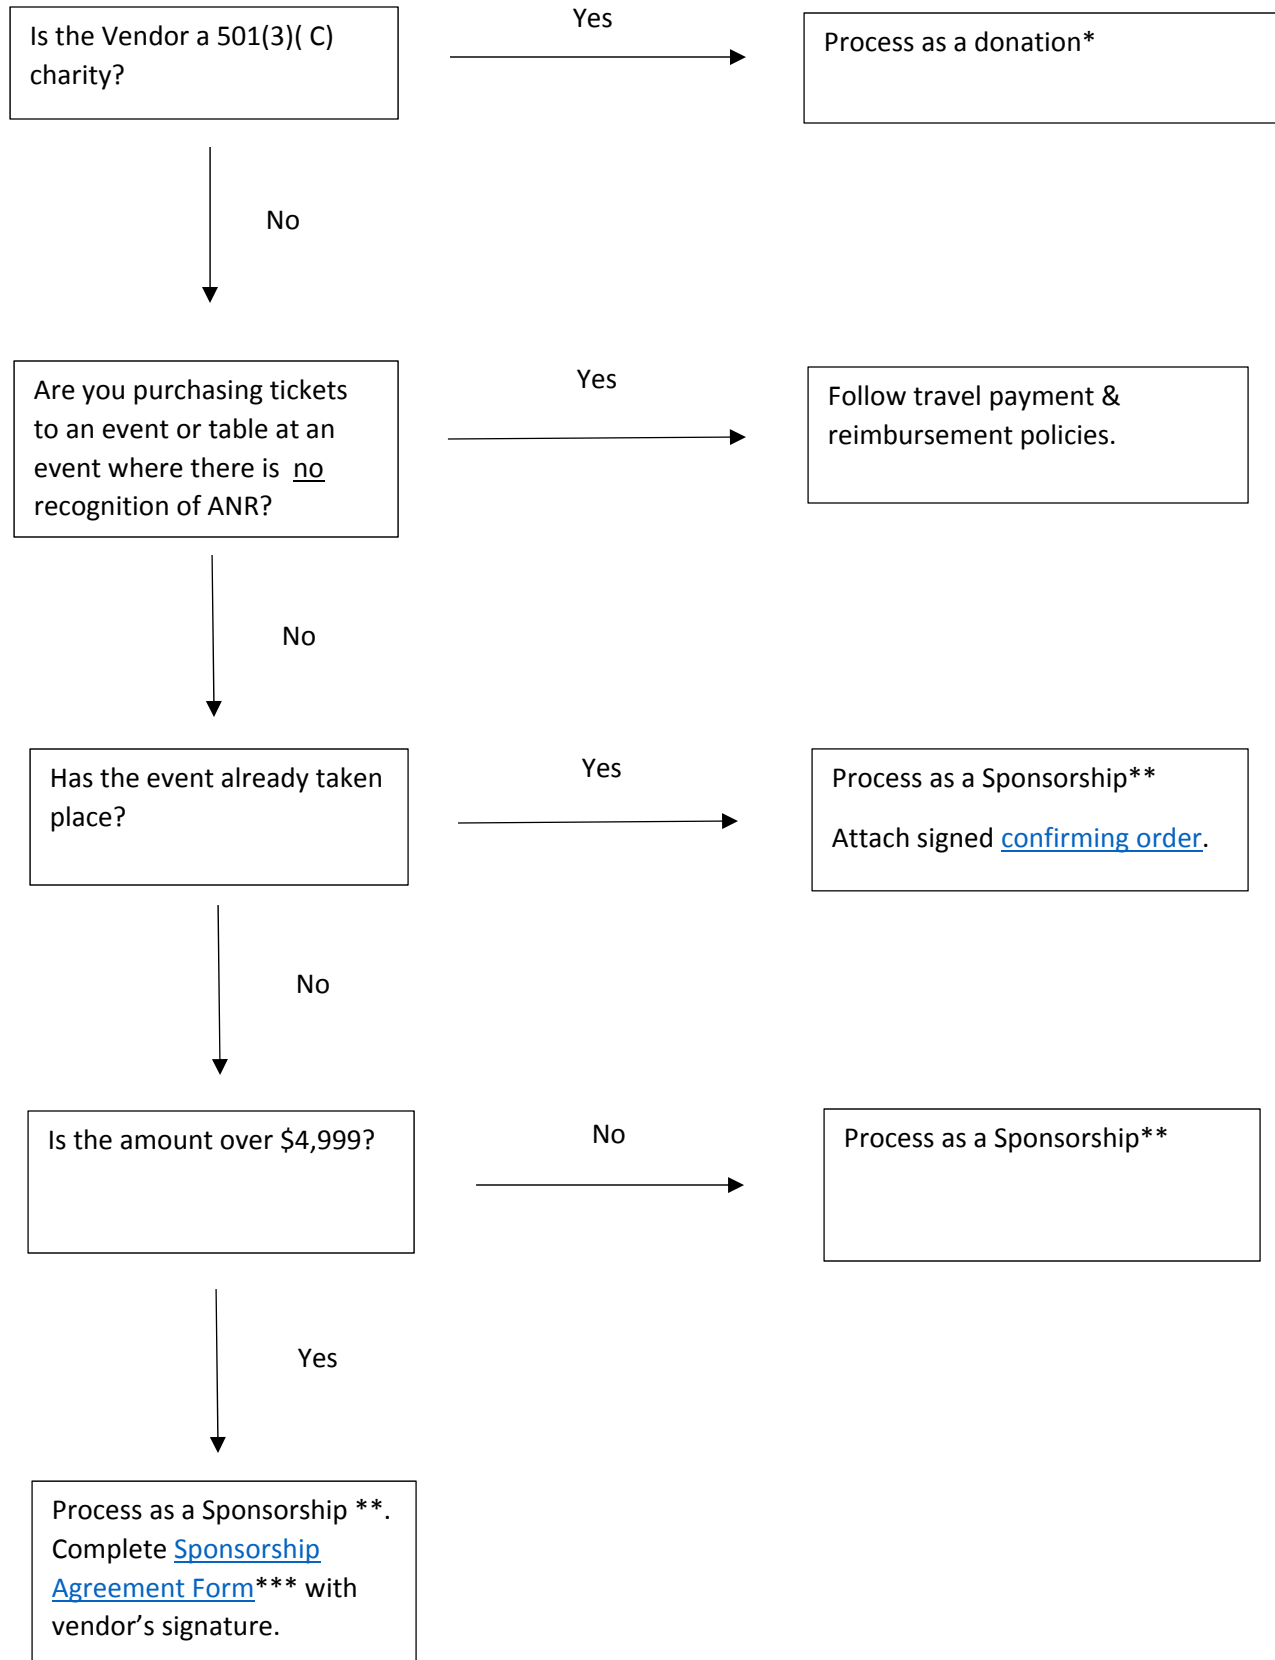 Is the Vendor a 501(3)( C)
charity?
Yes
Process as a donation*
No
Are you purchasing tickets
to an event or table at an
event where there is  no
recognition of ANR?
Yes
Follow travel payment &
reimbursement policies.
No
Has the event already taken
place?
Yes
Process as a Sponsorship**
Attach signed confirming order.
No
Is the amount over $4,999?
No
Process as a Sponsorship**
Yes
Process as a Sponsorship **.
Complete Sponsorship
Agreement Form*** with
vendor’s signature.